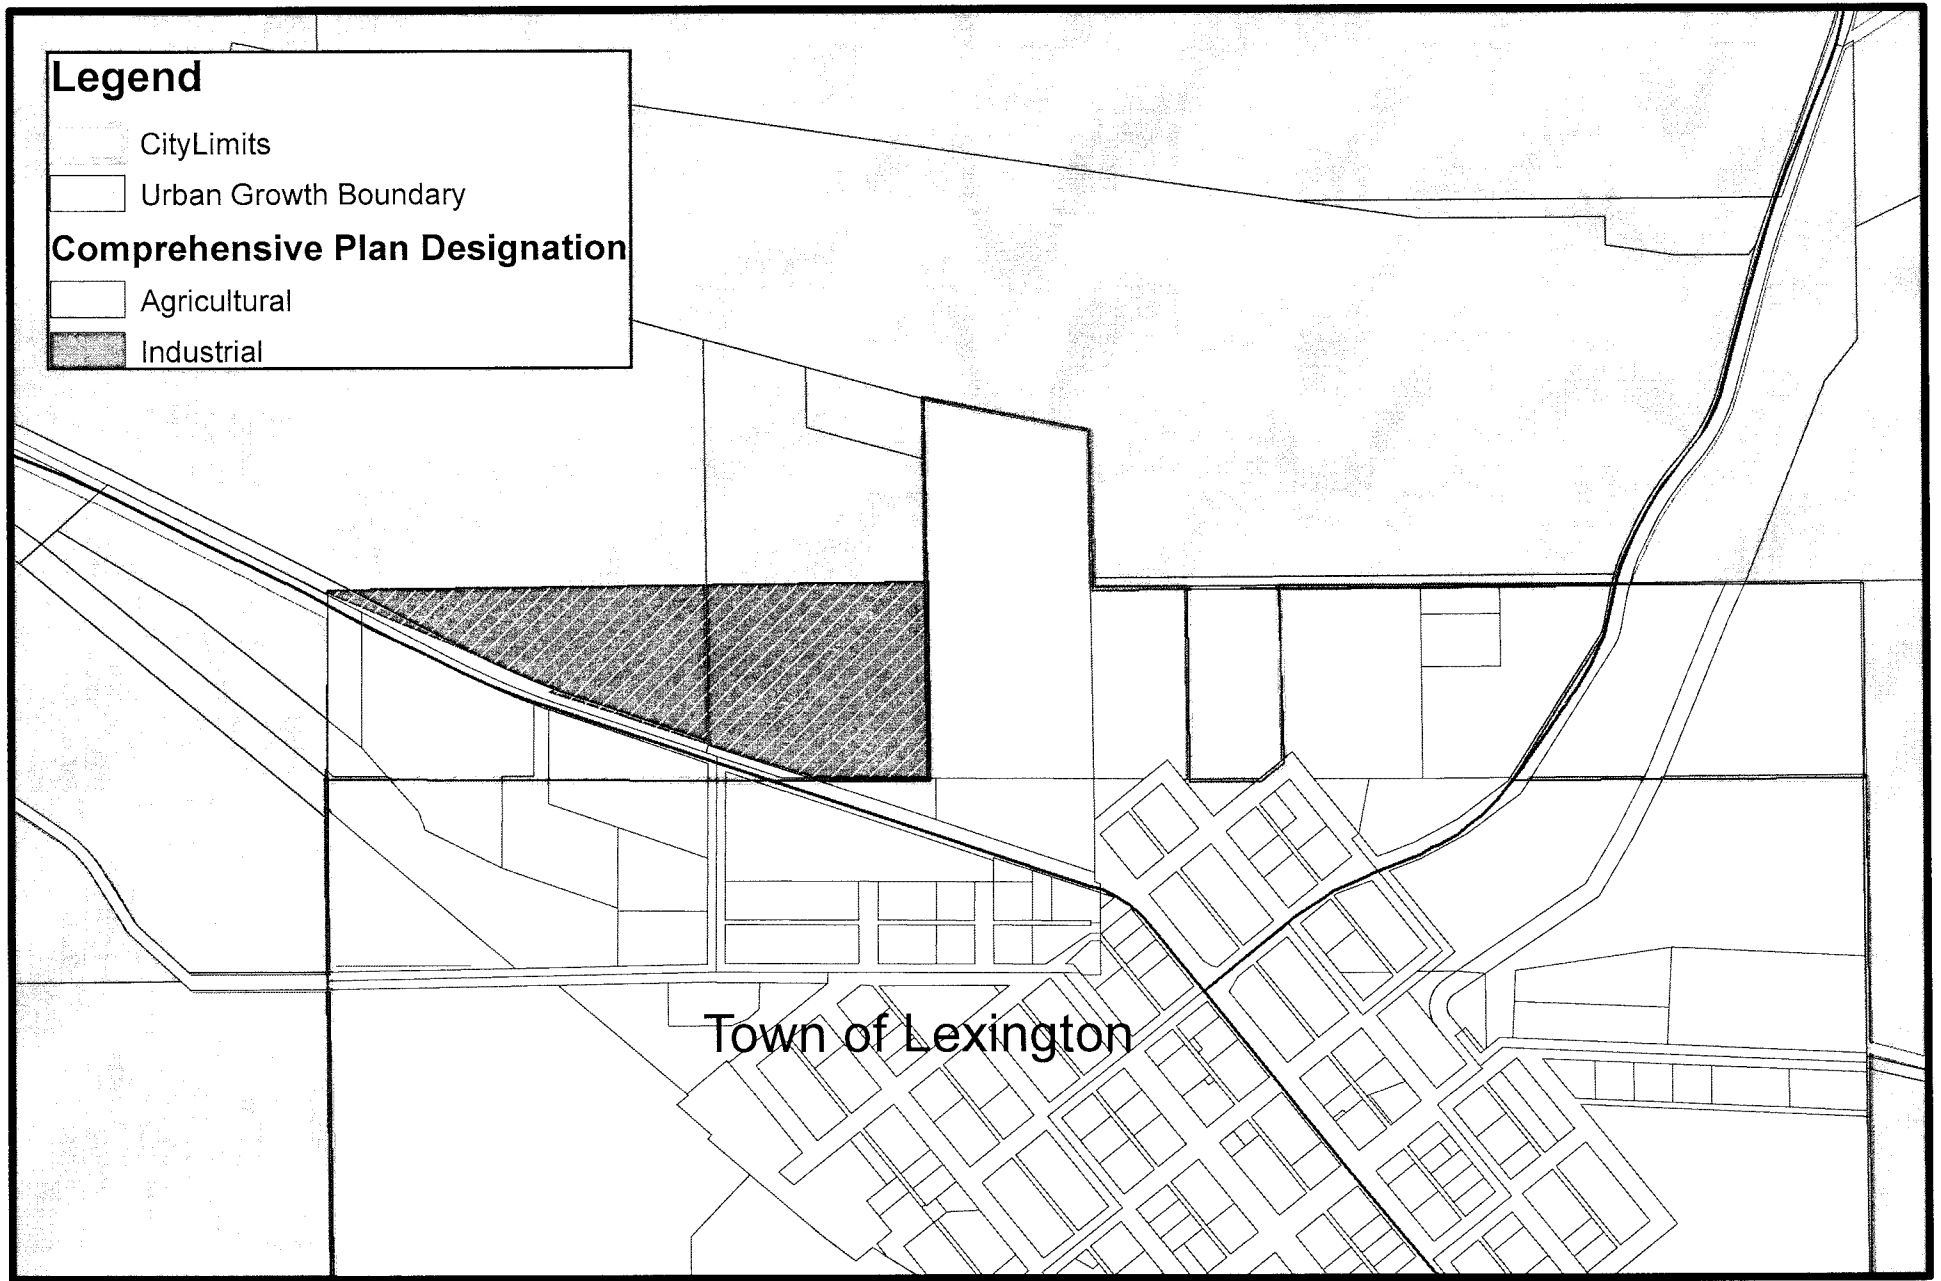 Legend
CityLimits
Urban Growth Boundary
Comprehensive Plan Designation
Agricultural
Industrial
Town of Lexington